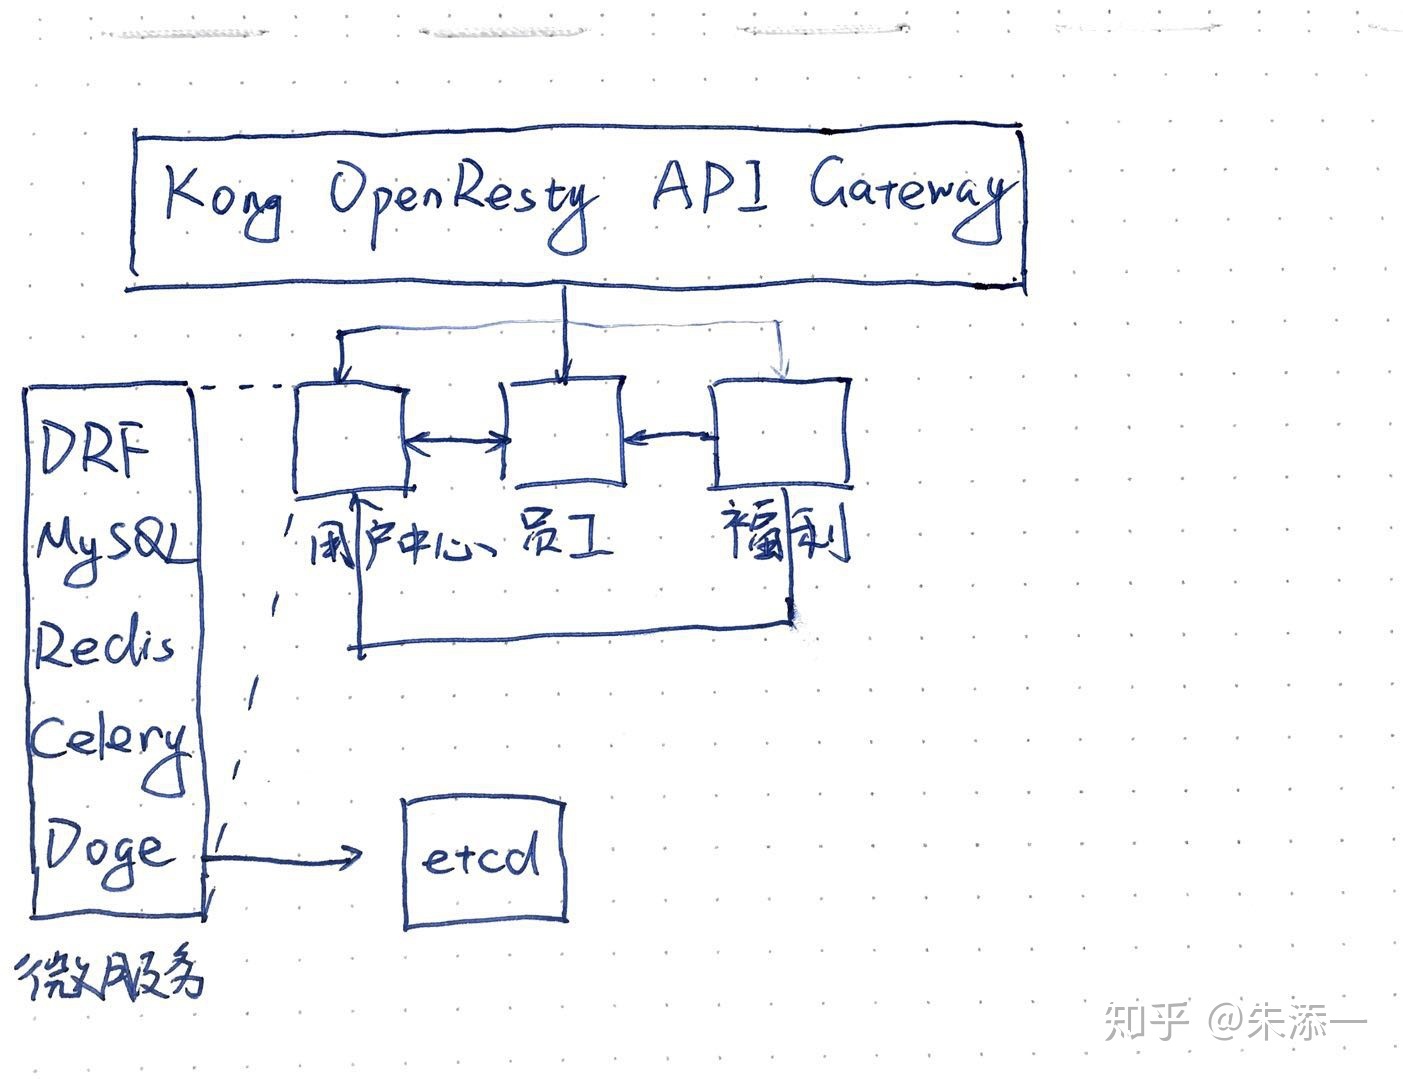 Kong OpenResty API Gateway
DRF
MySQL
Redis
Celery
Doge
微服务
用户中心、
员工
福利
etcd
知乎 @朱添一